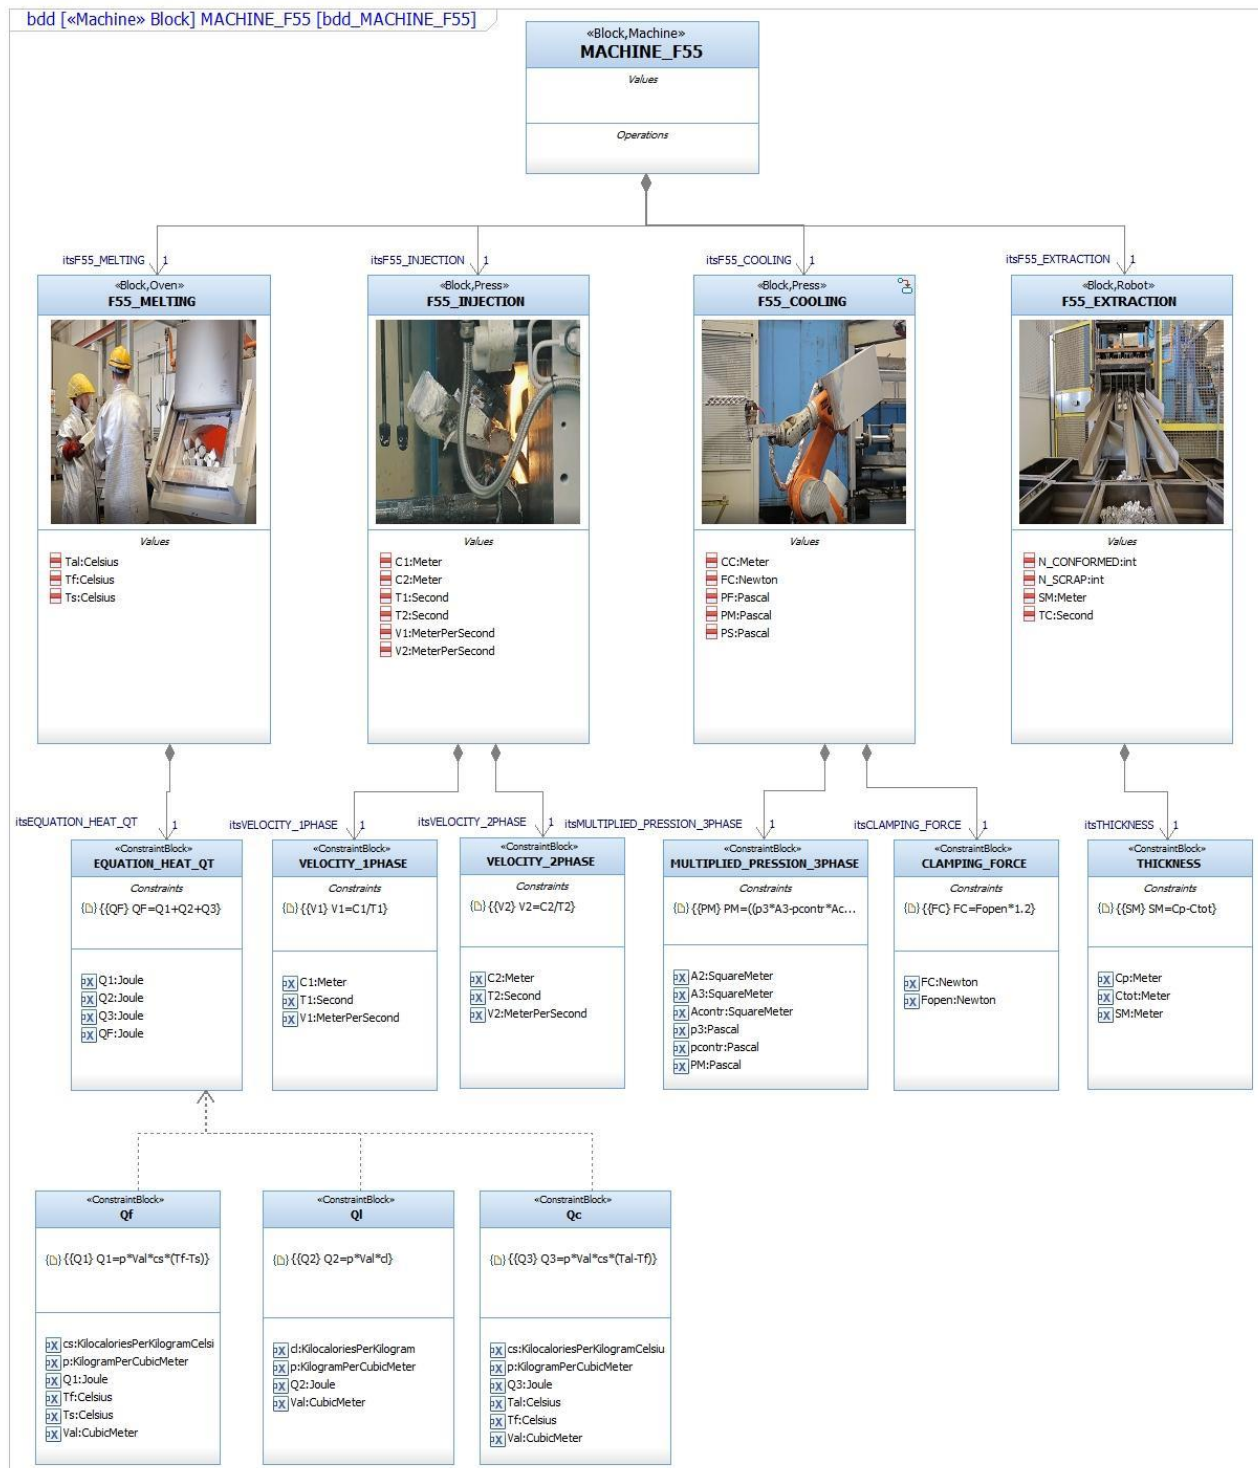 bdd [«Machine» Block] MACHINE_F55 [bdd_MACHINE_F55]
«Block,Machine»
MACHINE_F55
Values
Operations
itsF55_MELTING 1
itsF55_INJECTION 1
itsF55_COOLING 1
itsF55_EXTRACTION 1
«Block,Oven»
F55_MELTING
Values
Tal:Celsius
Tf:Celsius
Ts:Celsius
«Block,Press»
F55_INJECTION
Values
C1:Meter
C2:Meter
T1:Second
T2:Second
V1:MeterPerSecond
V2:MeterPerSecond
«Block,Press»
F55_COOLING
Values
CC:Meter
FC:Newton
PF:Pascal
PM:Pascal
PS:Pascal
«Block,Robot»
F55_EXTRACTION
Values
N_CONFORMED:int
N_SCRAP:int
SM:Meter
TC:Second
itsEQUATION_HEAT_QT 1
itsVELOCITY_1PHASE 1
itsVELOCITY_2PHASE 1
itsMULTIPLIED_PRESSION_3PHASE 1
itsCLAMPING_FORCE 1
itsTHICKNESS 1
«ConstraintBlock»
EQUATION_HEAT_QT
Constraints
{{QF} QF=Q1+Q2+Q3}
Q1:Joule
Q2:Joule
Q3:Joule
QF:Joule
«ConstraintBlock»
VELOCITY_1PHASE
Constraints
{{V1} V1=C1/T1}
C1:Meter
T1:Second
V1:MeterPerSecond
«ConstraintBlock»
VELOCITY_2PHASE
Constraints
{{V2} V2=C2/T2}
C2:Meter
T2:Second
V2:MeterPerSecond
«ConstraintBlock»
MULTIPLIED_PRESSION_3PHASE
Constraints
{{PM} PM=((p3*A3-pcontr*Ac...
A2:SquareMeter
A3:SquareMeter
Acontr:SquareMeter
p3:Pascal
pcontr:Pascal
PM:Pascal
«ConstraintBlock»
CLAMPING_FORCE
Constraints
{{FC} FC=Fopen*1.2}
FC:Newton
Fopen:Newton
«ConstraintBlock»
THICKNESS
Constraints
{{SM} SM=Cp-Ctot}
Cp:Meter
Ctot:Meter
SM:Meter
«ConstraintBlock»
Qf
{{Q1} Q1=p*Val*cs*(Tf-Ts)}
cs:KilocaloriesPerKilogramCelsi
p:KilogramPerCubicMeter
Q1:Joule
Tf:Celsius
Ts:Celsius
Val:CubicMeter
«ConstraintBlock»
Ql
{{Q2} Q2=p*Val*cl}
cl:KilocaloriesPerKilogram
p:KilogramPerCubicMeter
Q2:Joule
Val:CubicMeter
«ConstraintBlock»
Qc
{{Q3} Q3=p*Val*cs*(Tal-Tf)}
cs:KilocaloriesPerKilogramCelsiu
p:KilogramPerCubicMeter
Q3:Joule
Tal:Celsius
Tf:Celsius
Val:CubicMeter